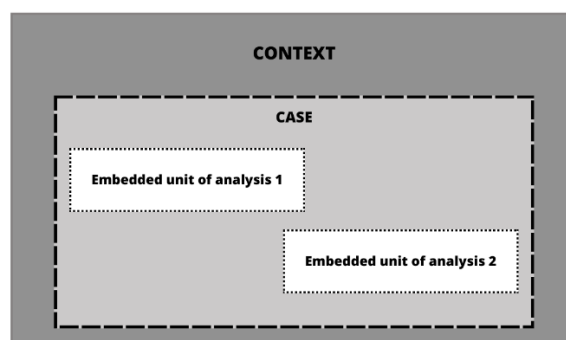 CONTEXT
CASE
Embedded unit of analysis 1
Embedded unit of analysis 2